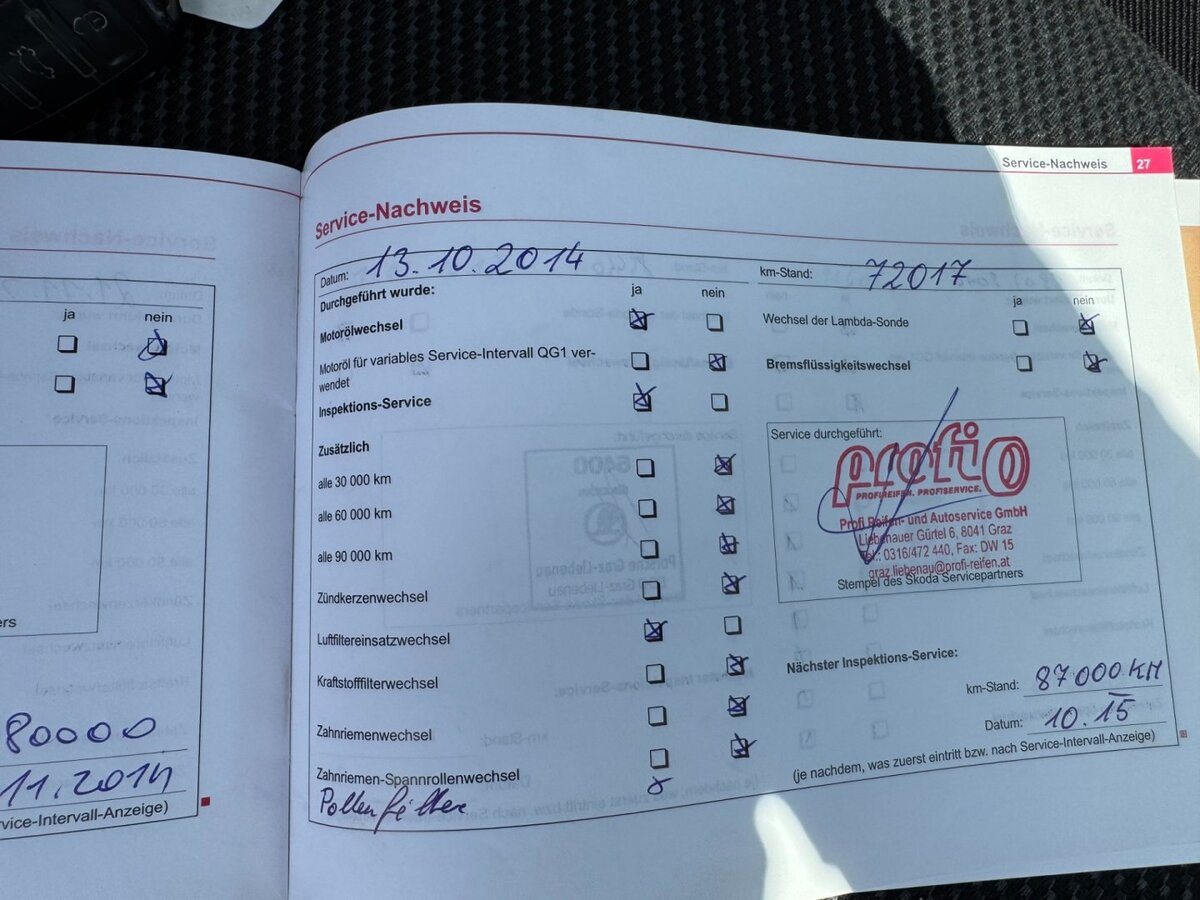 Service-Nachweis 27
ja nein
ers
80000
11.2014
vice-Intervall-Anzeige)
Service-Nachweis
Datum: 13.10.2014 km-Stand: 72017
Durchgeführt wurde: ja nein ja nein
Motorölwechsel
Motoröl für variables Service-Intervall QG1 ver-
wendet
Inspektions-Service
Zusätzlich
alle 30 000 km
alle 60 000 km
alle 90 000 km
Zündkerzenwechsel
Luftfiltereinsatzwechsel
Kraftstofffilterwechsel
Zahnriemenwechsel
Zahnriemen-Spannrollenwechsel
Pollenfilter
Wechsel der Lambda-Sonde
Bremsflüssigkeitswechsel
Service durchgeführt:
profio
PROFIREIFEN. PROFISERVICE.
Profi Reifen- und Autoservice GmbH
Liebenauer Gürtel 6, 8041 Graz
Tel.: 0316/472 440, Fax: DW 15
graz.liebenau@profi-reifen.at
Stempel des Skoda Servicepartners
Nächster Inspektions-Service:
km-Stand: 87000 KM
Datum: 10.15
(je nachdem, was zuerst eintritt bzw. nach Service-Intervall-Anzeige)